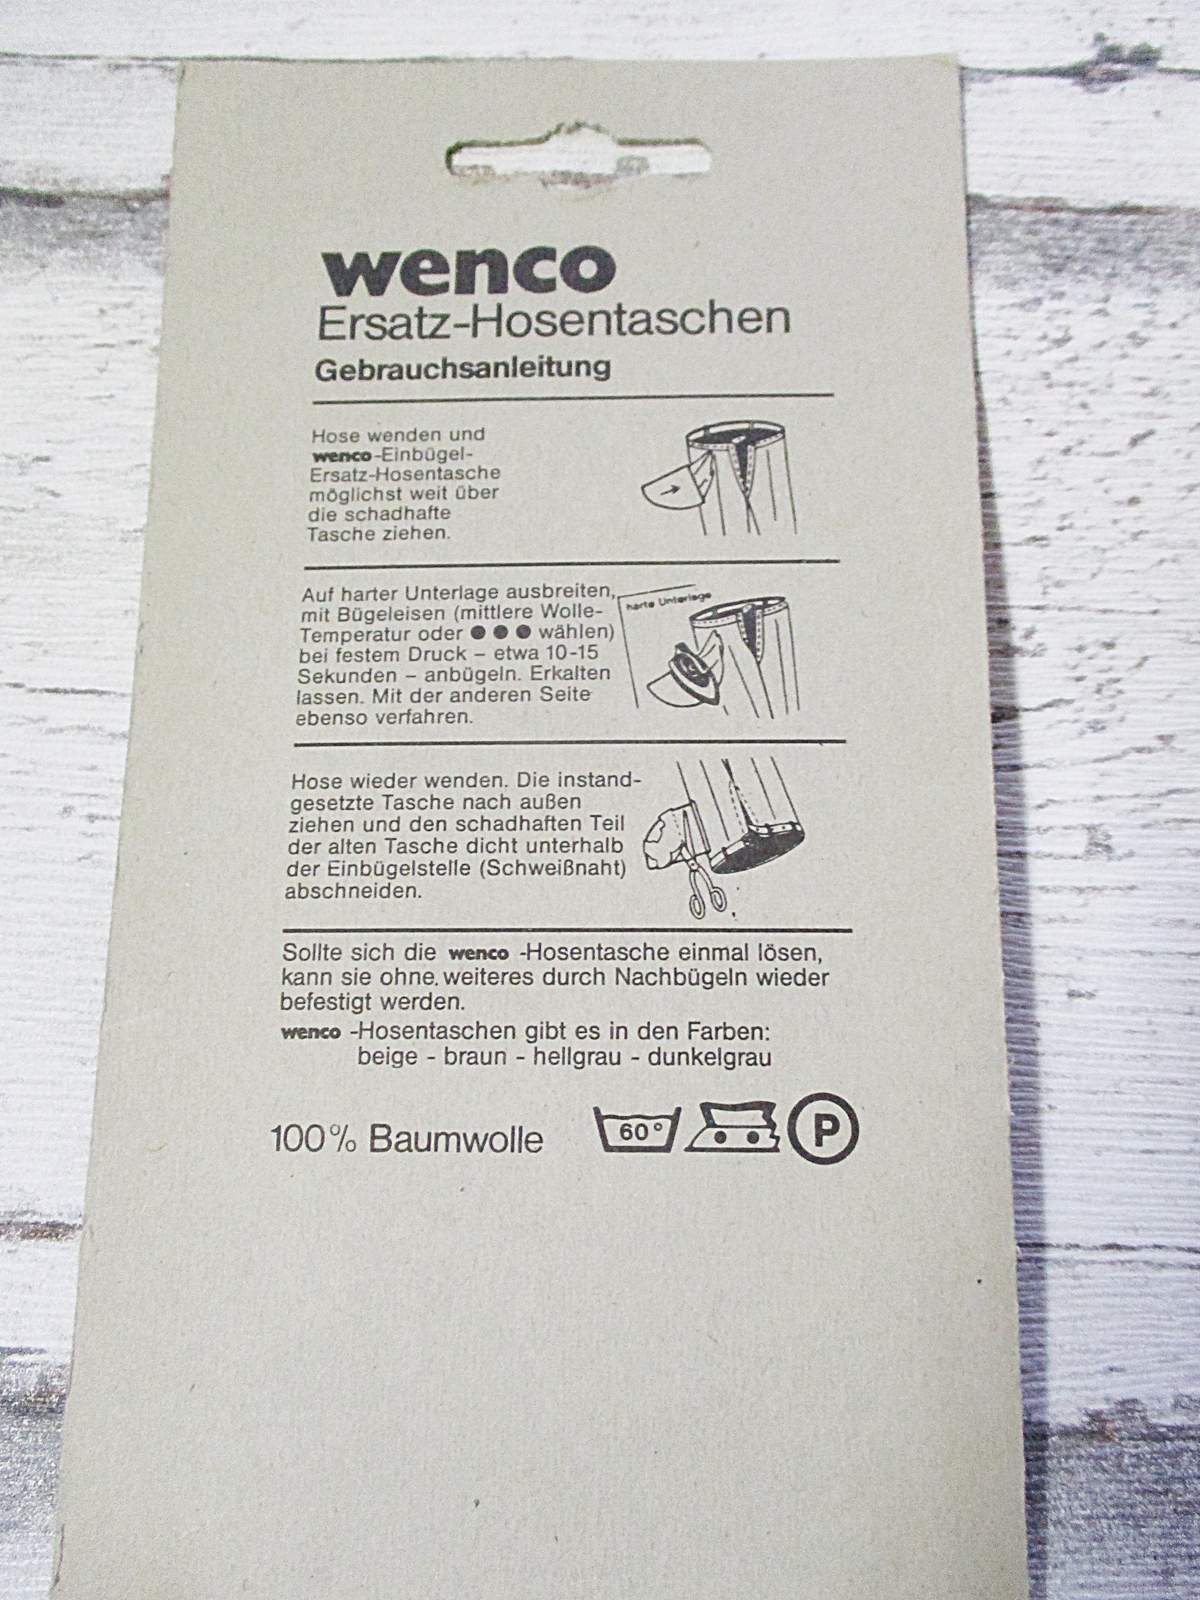 wenco
Ersatz-Hosentaschen
Gebrauchsanleitung
Hose wenden und
wenco-Einbügel-
Ersatz-Hosentasche
möglichst weit über
die schadhafte
Tasche ziehen.
Auf harter Unterlage ausbreiten,
mit Bügeleisen (mittlere Wolle-
Temperatur oder ● ● ● wählen)
bei festem Druck – etwa 10-15
Sekunden – anbügeln. Erkalten
lassen. Mit der anderen Seite
ebenso verfahren.
harte Unterlage
Hose wieder wenden. Die instand-
gesetzte Tasche nach außen
ziehen und den schadhaften Teil
der alten Tasche dicht unterhalb
der Einbügelstelle (Schweißnaht)
abschneiden.
Sollte sich die wenco -Hosentasche einmal lösen,
kann sie ohne weiteres durch Nachbügeln wieder
befestigt werden.
wenco -Hosentaschen gibt es in den Farben:
beige - braun - hellgrau - dunkelgrau
100% Baumwolle 60° P